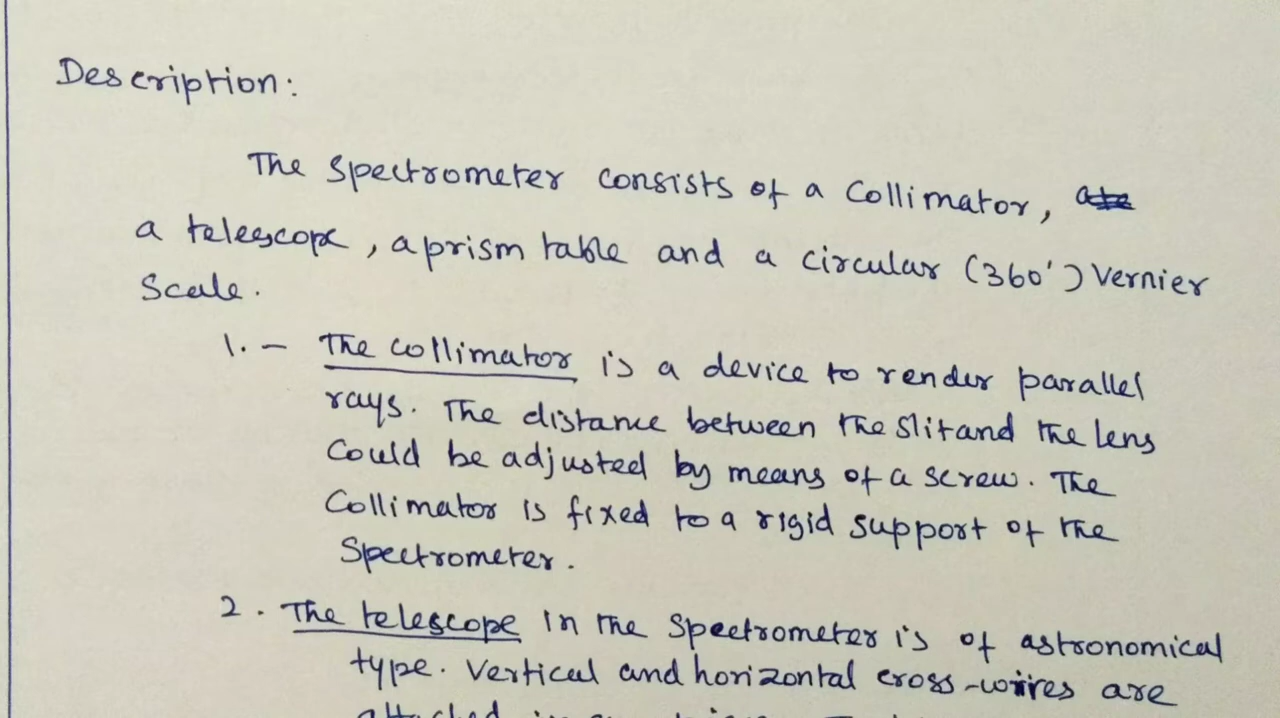 Description:
The Spectrometer consists of a Collimator,
a telescope, a prism table and a circular (360') Vernier
Scale.
1. - The collimator is a device to render parallel
rays. The distance between the slit and the lens
Could be adjusted by means of a screw. The
Collimator is fixed to a rigid support of the
Spectrometer.
2. The telescope in the Spectrometer is of astronomical
type. Vertical and horizontal cross-wires are
attached in